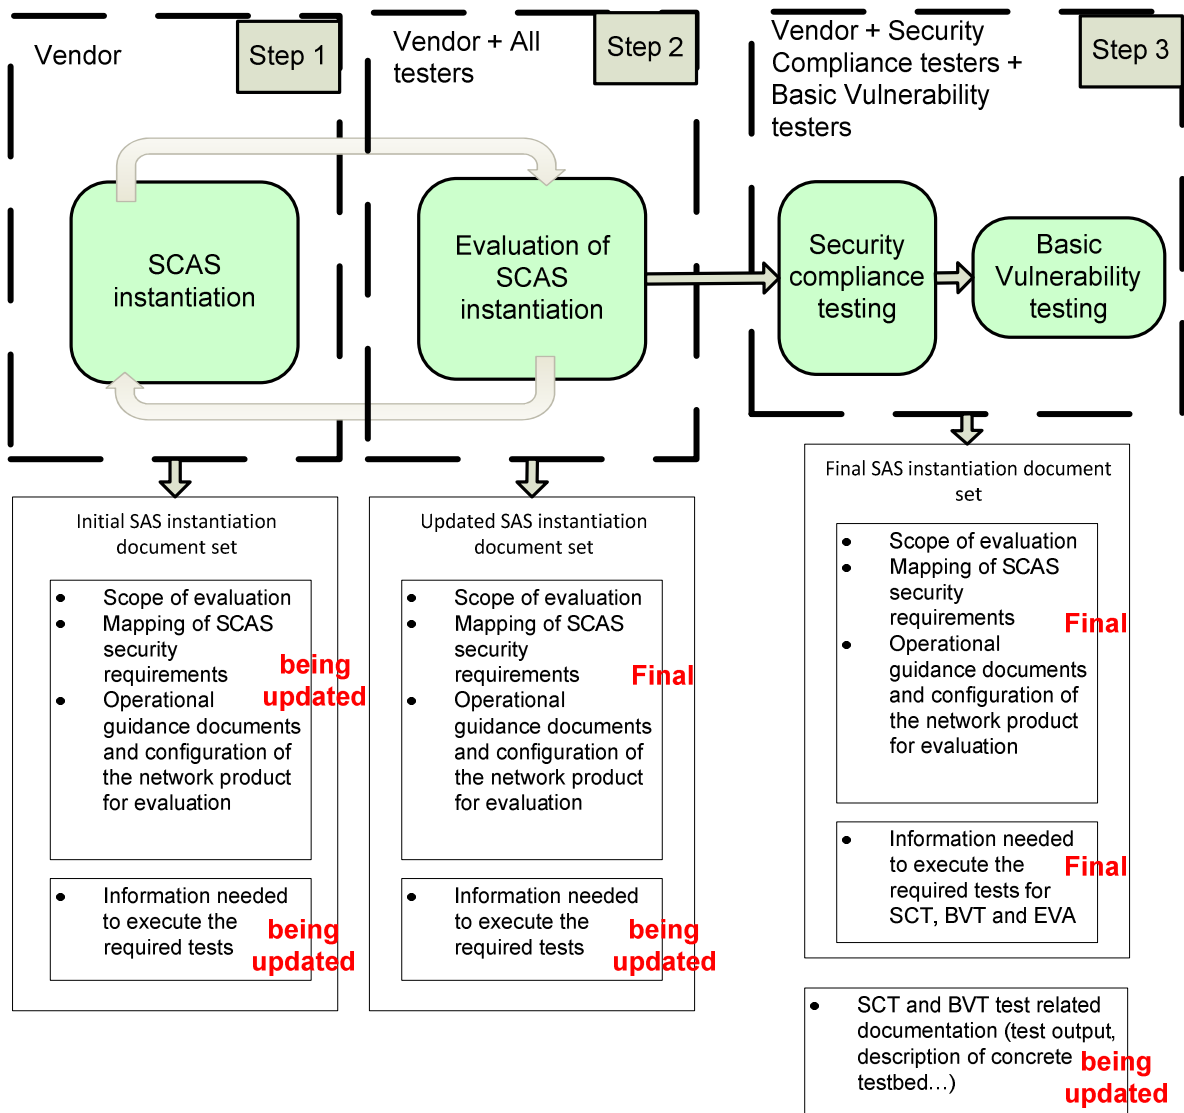 Vendor
Step 1
Vendor + All
testers
Step 2
Vendor + Security
Compliance testers +
Basic Vulnerability
testers
Step 3
SCAS
instantiation
Evaluation of
SCAS
instantiation
Security
compliance
testing
Basic
Vulnerability
testing
Initial SAS instantiation
document set
• Scope of evaluation
• Mapping of SCAS
security
requirements
• Operational
guidance documents
and configuration of
the network product
for evaluation
being
updated
• Information needed
to execute the
required tests
being
updated
Updated SAS instantiation
document set
• Scope of evaluation
• Mapping of SCAS
security
requirements
• Operational
guidance documents
and configuration of
the network product
for evaluation
Final
• Information needed
to execute the
required tests
being
updated
Final SAS instantiation document
set
• Scope of evaluation
• Mapping of SCAS
security
requirements
• Operational
guidance documents
and configuration of
the network product
for evaluation
Final
• Information needed
to execute the
required tests for
SCT, BVT and EVA
Final
• SCT and BVT test related
documentation (test output,
description of concrete
testbed…)
being
updated